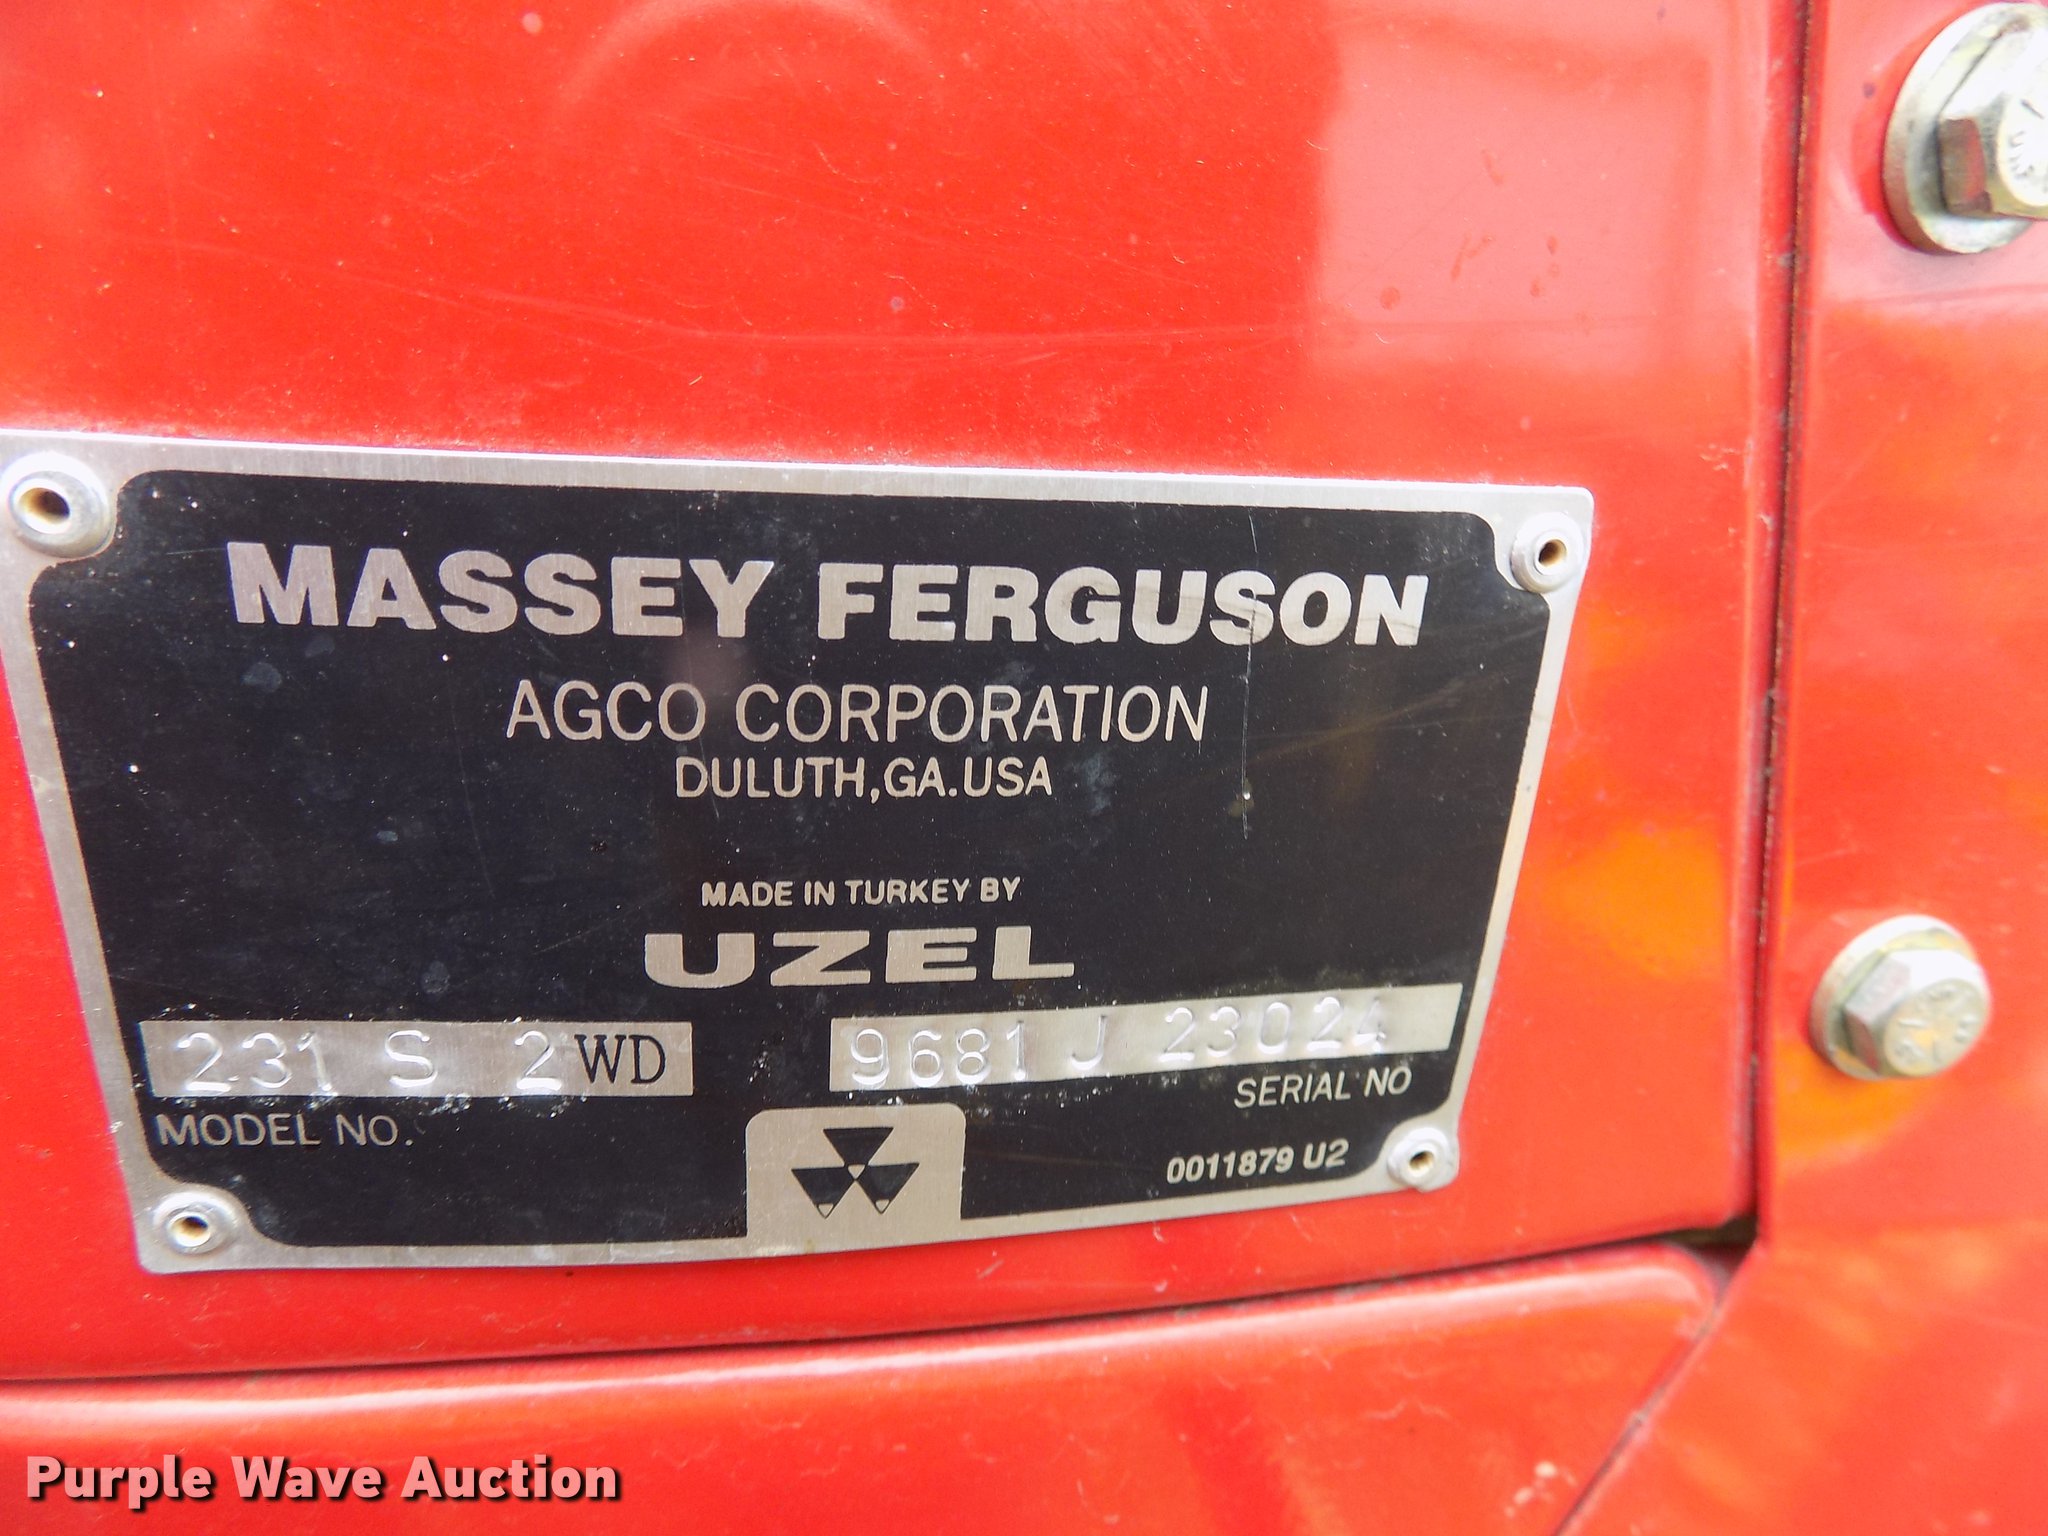 MASSEY FERGUSON
AGCO CORPORATION
DULUTH,GA.USA
MADE IN TURKEY BY
UZEL
231 S 2WD
MODEL NO.
9681 J 23024
SERIAL NO
0011879 U2
Purple Wave Auction